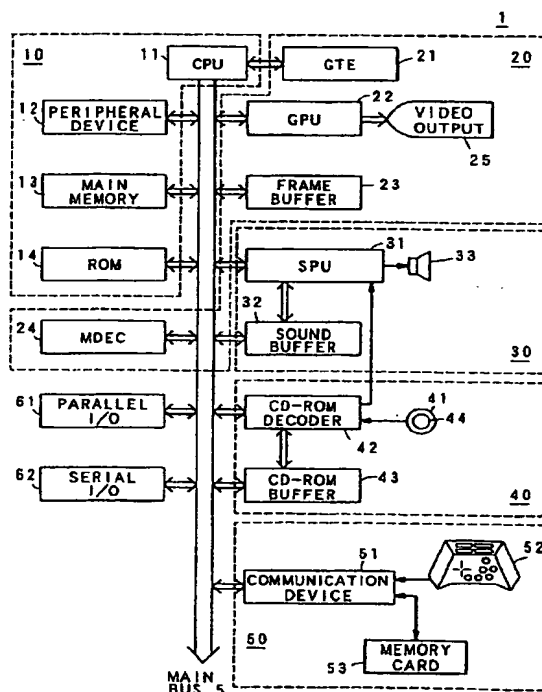 1
10
11
CPU
GTE
21
20
12
PERIPHERAL
DEVICE
22
GPU
VIDEO
OUTPUT
25
13
MAIN
MEMORY
FRAME
BUFFER
23
14
ROM
31
SPU
33
24
MDEC
32
SOUND
BUFFER
30
61
PARALLEL
I/O
CD-ROM
DECODER
42
41
44
62
SERIAL
I/O
CD-ROM
BUFFER
43
40
51
COMMUNICATION
DEVICE
52
50
53
MEMORY
CARD
MAIN
BUS 5